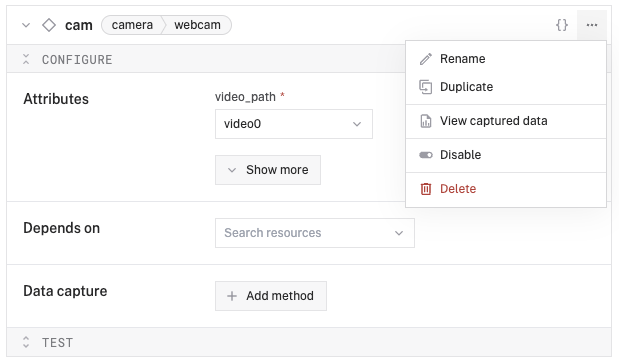 cam camera webcam {} ...
CONFIGURE
Rename
Duplicate
View captured data
Disable
Delete
Attributes
video_path *
video0
Show more
Depends on
Search resources
Data capture
+ Add method
TEST